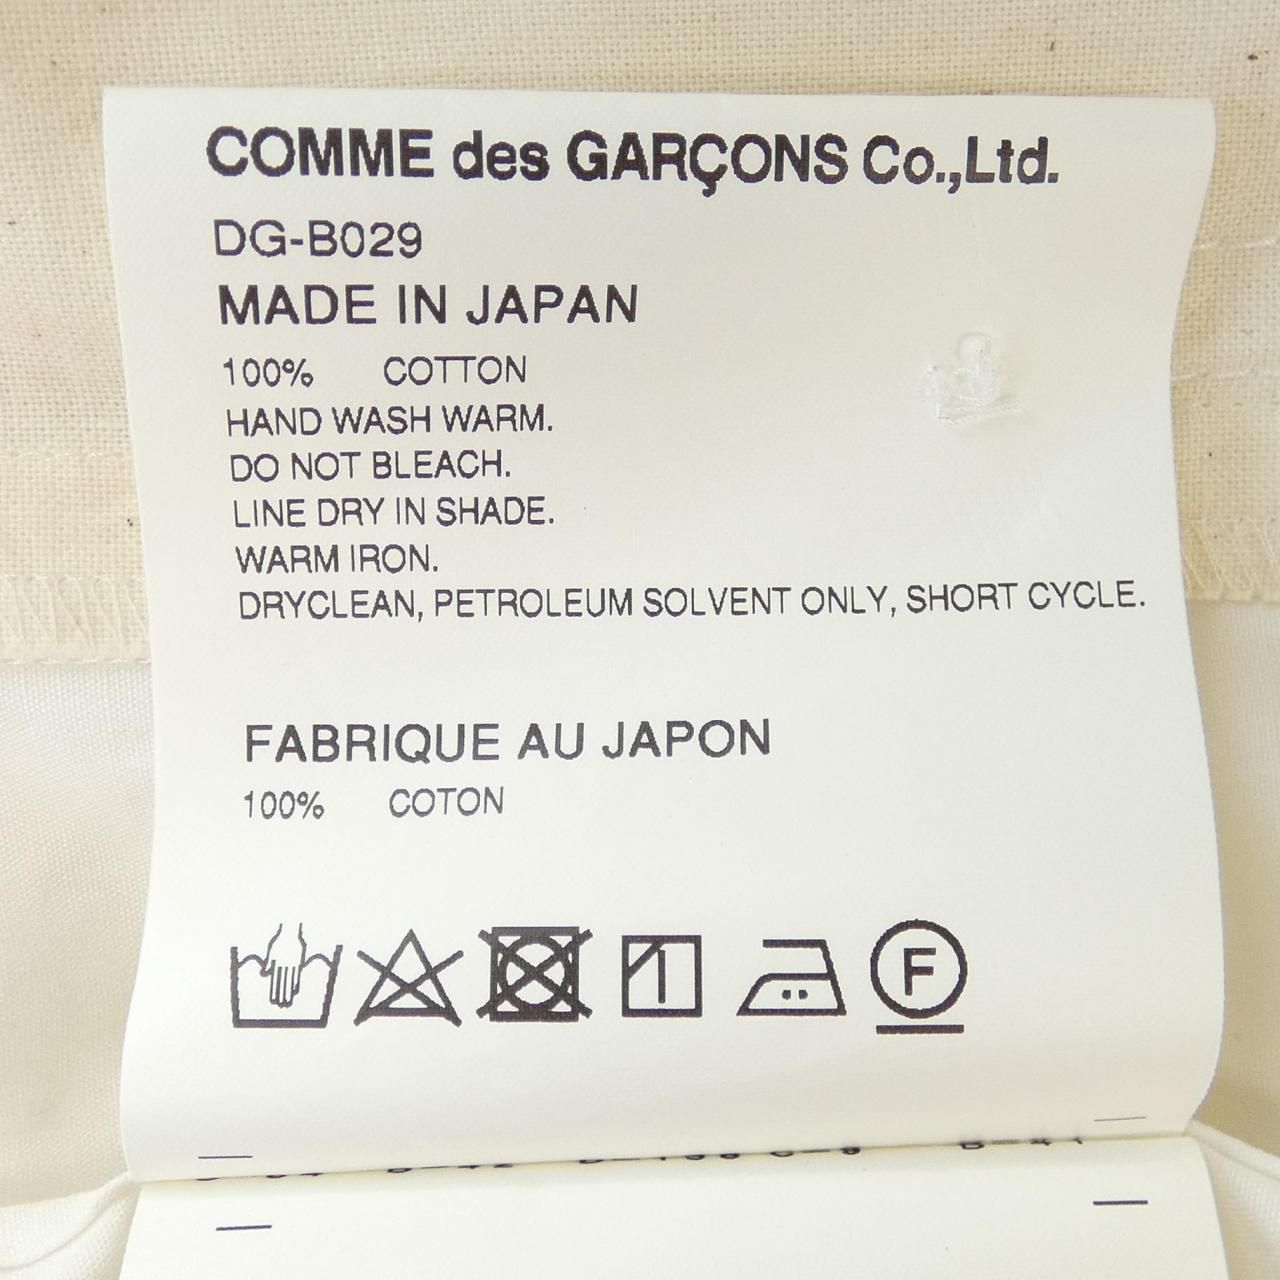 COMME des GARÇONS Co.,Ltd.
DG-B029
MADE IN JAPAN
100% COTTON
HAND WASH WARM.
DO NOT BLEACH.
LINE DRY IN SHADE.
WARM IRON.
DRYCLEAN, PETROLEUM SOLVENT ONLY, SHORT CYCLE.
FABRIQUE AU JAPON
100% COTON
F